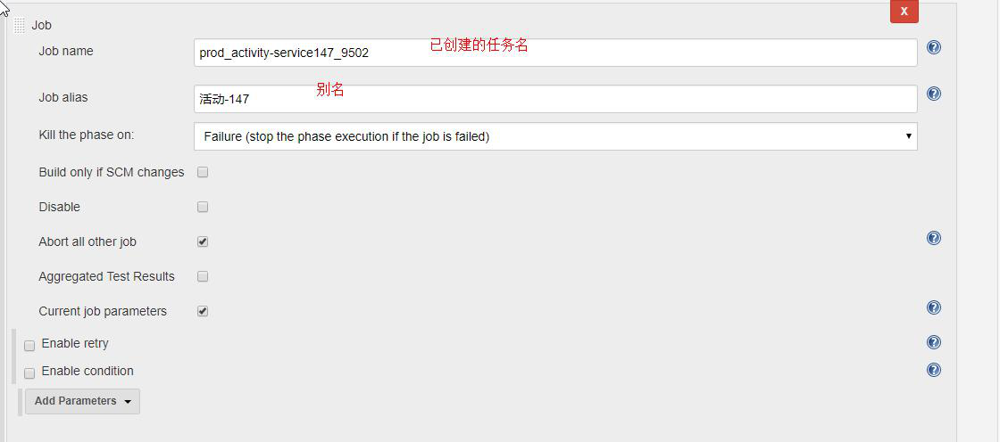 X
Job
Job name
prod_activity-service147_9502
已创建的任务名
Job alias
活动-147
别名
Kill the phase on:
Failure (stop the phase execution if the job is failed)
Build only if SCM changes
Disable
Abort all other job
Aggregated Test Results
Current job parameters
Enable retry
Enable condition
Add Parameters